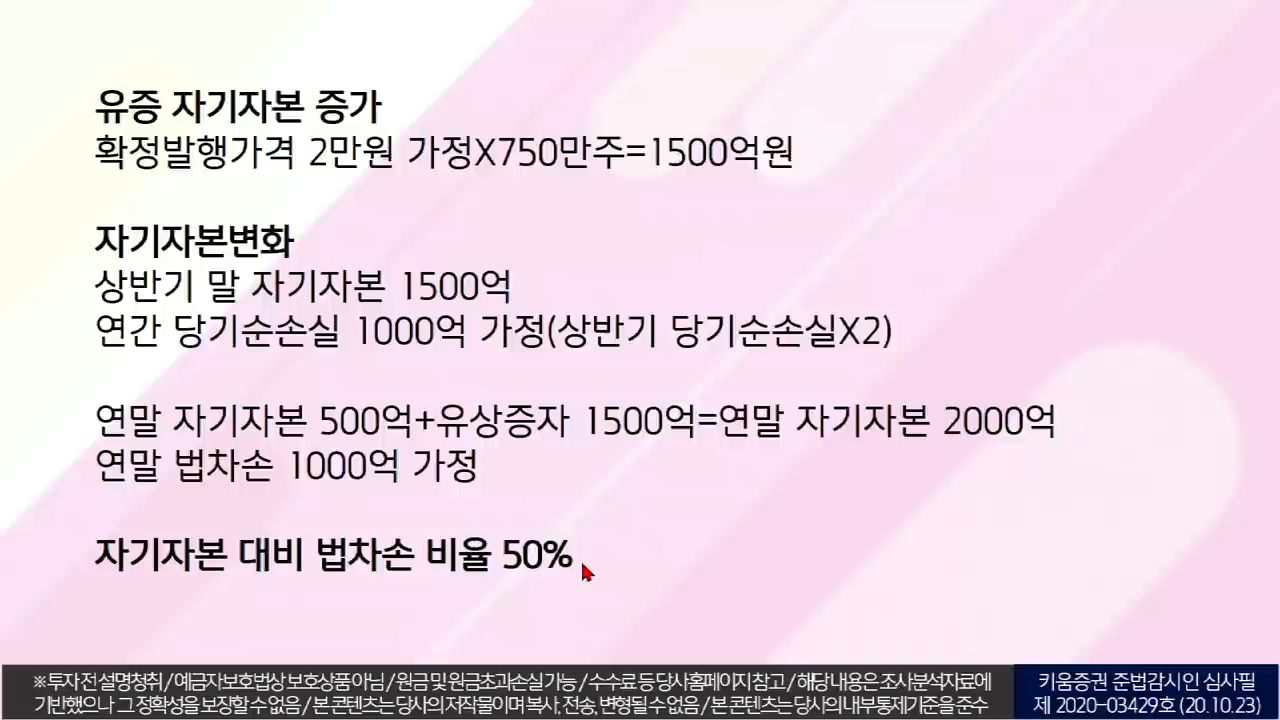 유증 자기자본 증가
확정발행가격 2만원 가정X750만주=1500억원
자기자본변화
상반기 말 자기자본 1500억
연간 당기순손실 1000억 가정(상반기 당기순손실X2)
연말 자기자본 500억+유상증자 1500억=연말 자기자본 2000억
연말 법차손 1000억 가정
자기자본 대비 법차손 비율 50%
※투자 전 설명청취 / 예금자보호법상 보호상품 아님 / 원금 및 원금초과손실 가능 / 수수료 등 당사홈페이지 참고 / 해당 내용은 조사분석자료에
기반했으나 그 정확성을 보장할 수 없음 / 본 콘텐츠는 당사의 저작물이며 복사, 전송, 변형될 수 없음 / 본 콘텐츠는 당사의 내부통제기준을 준수
키움증권 준법감시인 심사필
제 2020-03429호 (20.10.23)